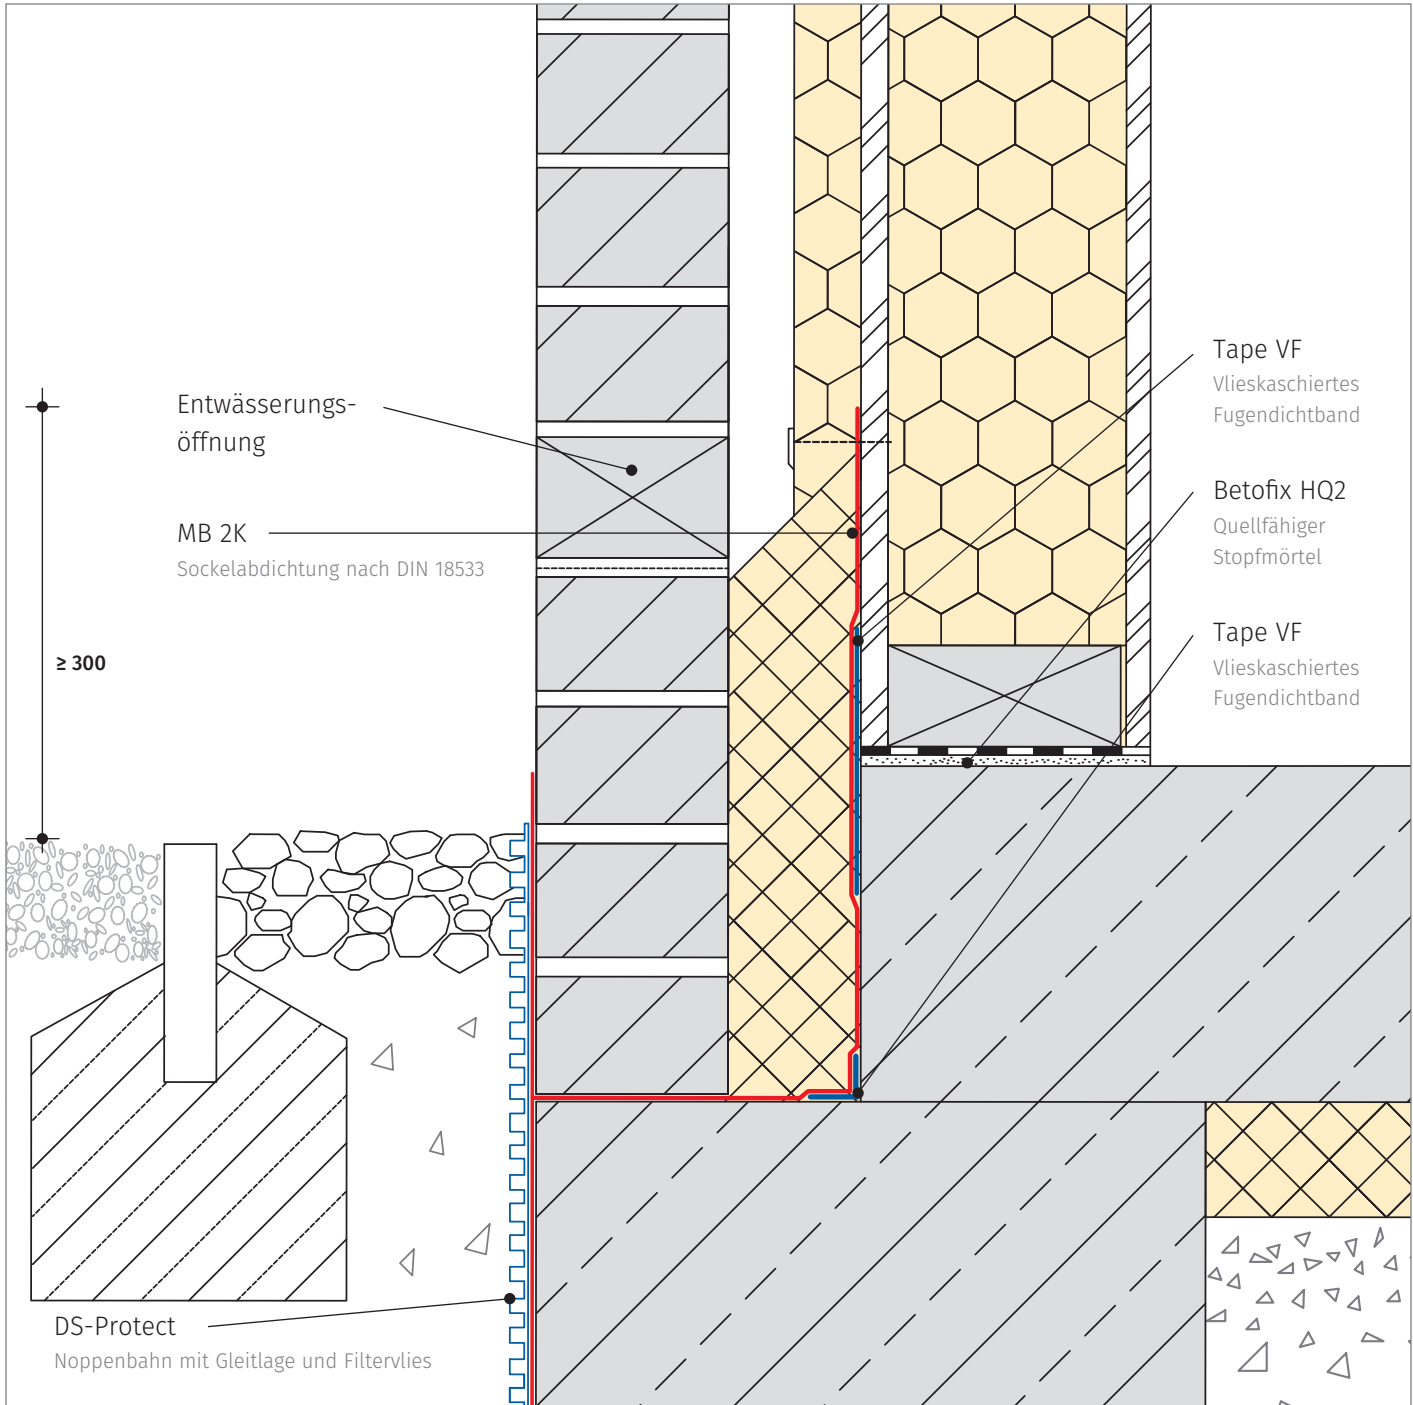 Tape VF
Vlieskaschiertes
Fugendichtband
Entwässerungs-
öffnung
Betofix HQ2
Quellfähiger
Stopfmörtel
MB 2K
Sockelabdichtung nach DIN 18533
Tape VF
Vlieskaschiertes
Fugendichtband
≥ 300
DS-Protect
Noppenbahn mit Gleitlage und Filtervlies